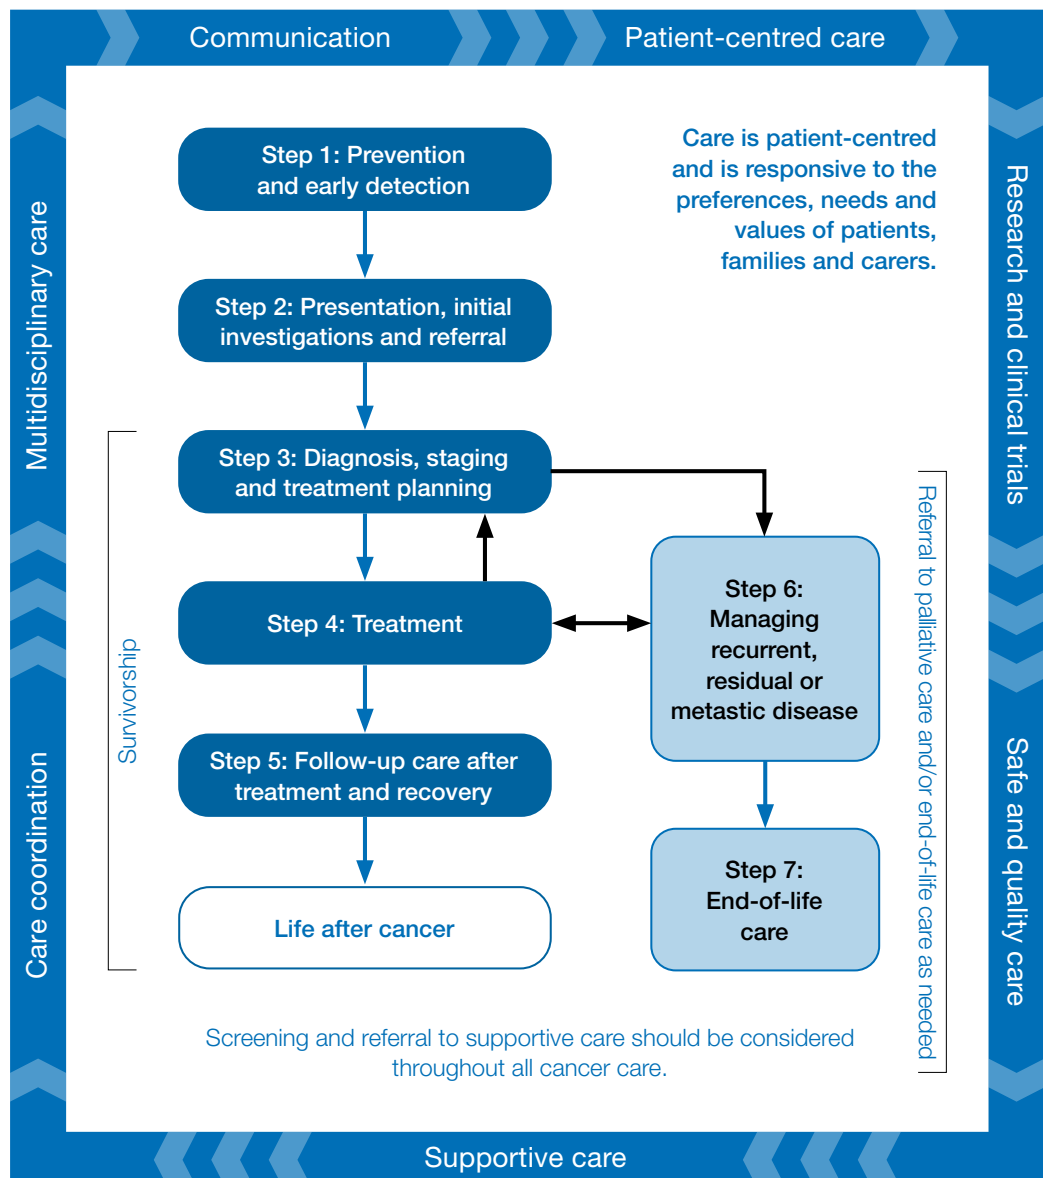 Communication
Patient-centred care
Multidisciplinary care
Care coordination
Research and clinical trials
Safe and quality care
Supportive care
Care is patient-centred
and is responsive to the
preferences, needs and
values of patients,
families and carers.
Step 1: Prevention
and early detection
Step 2: Presentation, initial
investigations and referral
Step 3: Diagnosis, staging
and treatment planning
Step 4: Treatment
Step 5: Follow-up care after
treatment and recovery
Life after cancer
Survivorship
Step 6:
Managing
recurrent,
residual or
metastic disease
Step 7:
End-of-life
care
Referral to palliative care and/or end-of-life care as needed
Screening and referral to supportive care should be considered
throughout all cancer care.